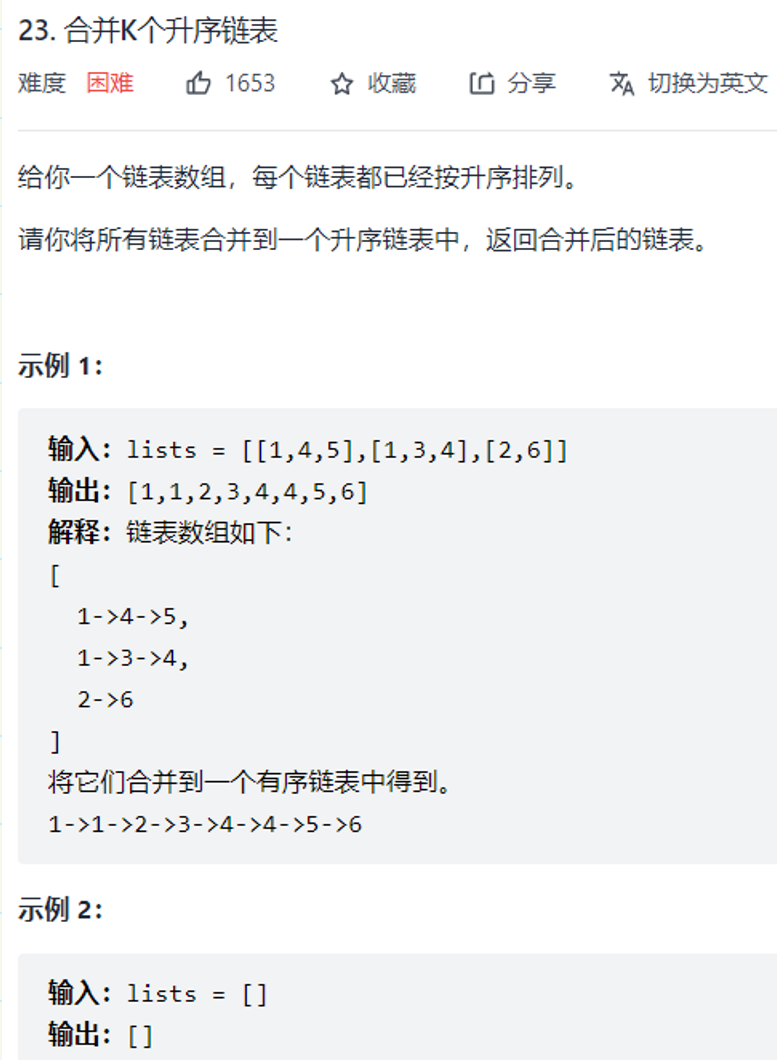 23. 合并K个升序链表
难度 困难 1653 收藏 分享 切换为英文
给你一个链表数组，每个链表都已经按升序排列。
请你将所有链表合并到一个升序链表中，返回合并后的链表。
示例 1：
输入：lists = [[1,4,5],[1,3,4],[2,6]]
输出：[1,1,2,3,4,4,5,6]
解释：链表数组如下：
[
  1->4->5,
  1->3->4,
  2->6
]
将它们合并到一个有序链表中得到。
1->1->2->3->4->4->5->6
示例 2：
输入：lists = []
输出：[]